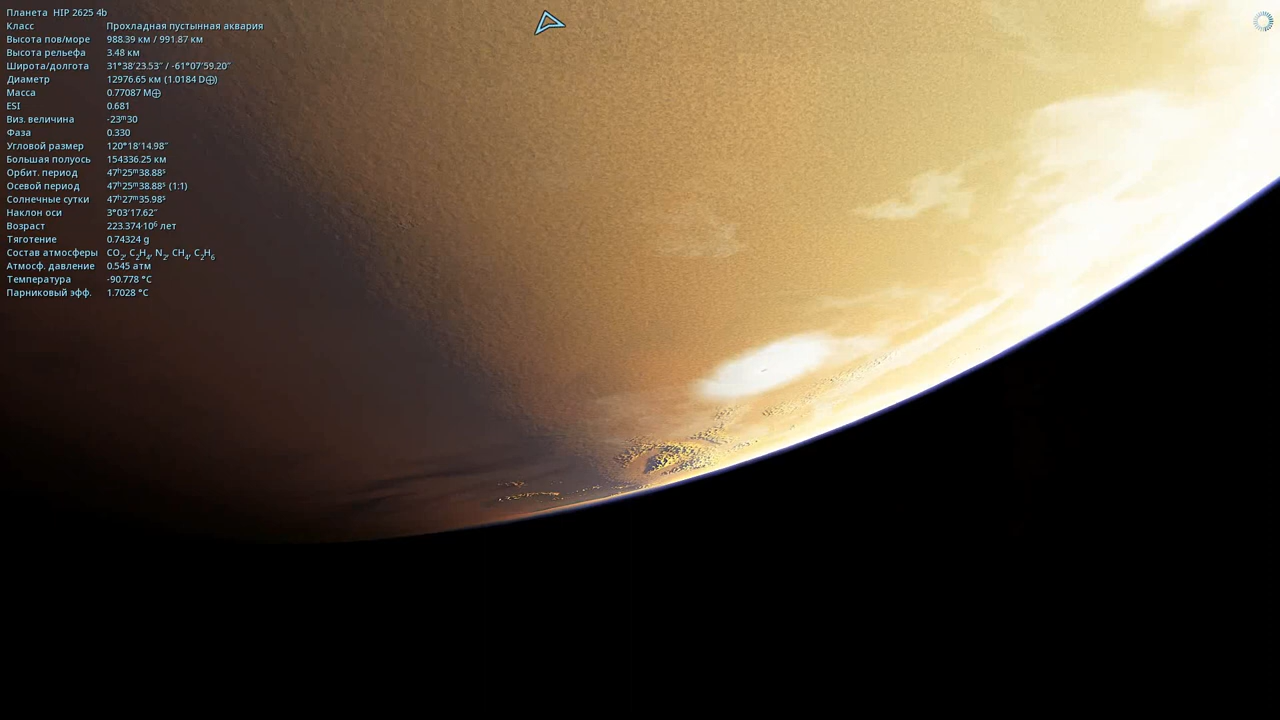 Планета HIP 2625 4b
Класс Прохладная пустынная аквария
Высота пов/море 988.39 км / 991.87 км
Высота рельефа 3.48 км
Широта/долгота 31°38′23.53″ / -61°07′59.20″
Диаметр 12976.65 км (1.0184 D⊕)
Масса 0.77087 M⊕
ESI 0.681
Виз. величина -23ᵐ30
Фаза 0.330
Угловой размер 120°18′14.98″
Большая полуось 154336.25 км
Орбит. период 47ʰ25ᵐ38.88ˢ
Осевой период 47ʰ25ᵐ38.88ˢ (1:1)
Солнечные сутки 47ʰ27ᵐ35.98ˢ
Наклон оси 3°03′17.62″
Возраст 223.374·10⁶ лет
Тяготение 0.74324 g
Состав атмосферы CO₂, C₂H₄, N₂, CH₄, C₂H₆
Атмосф. давление 0.545 атм
Температура -90.778 °C
Парниковый эфф. 1.7028 °C